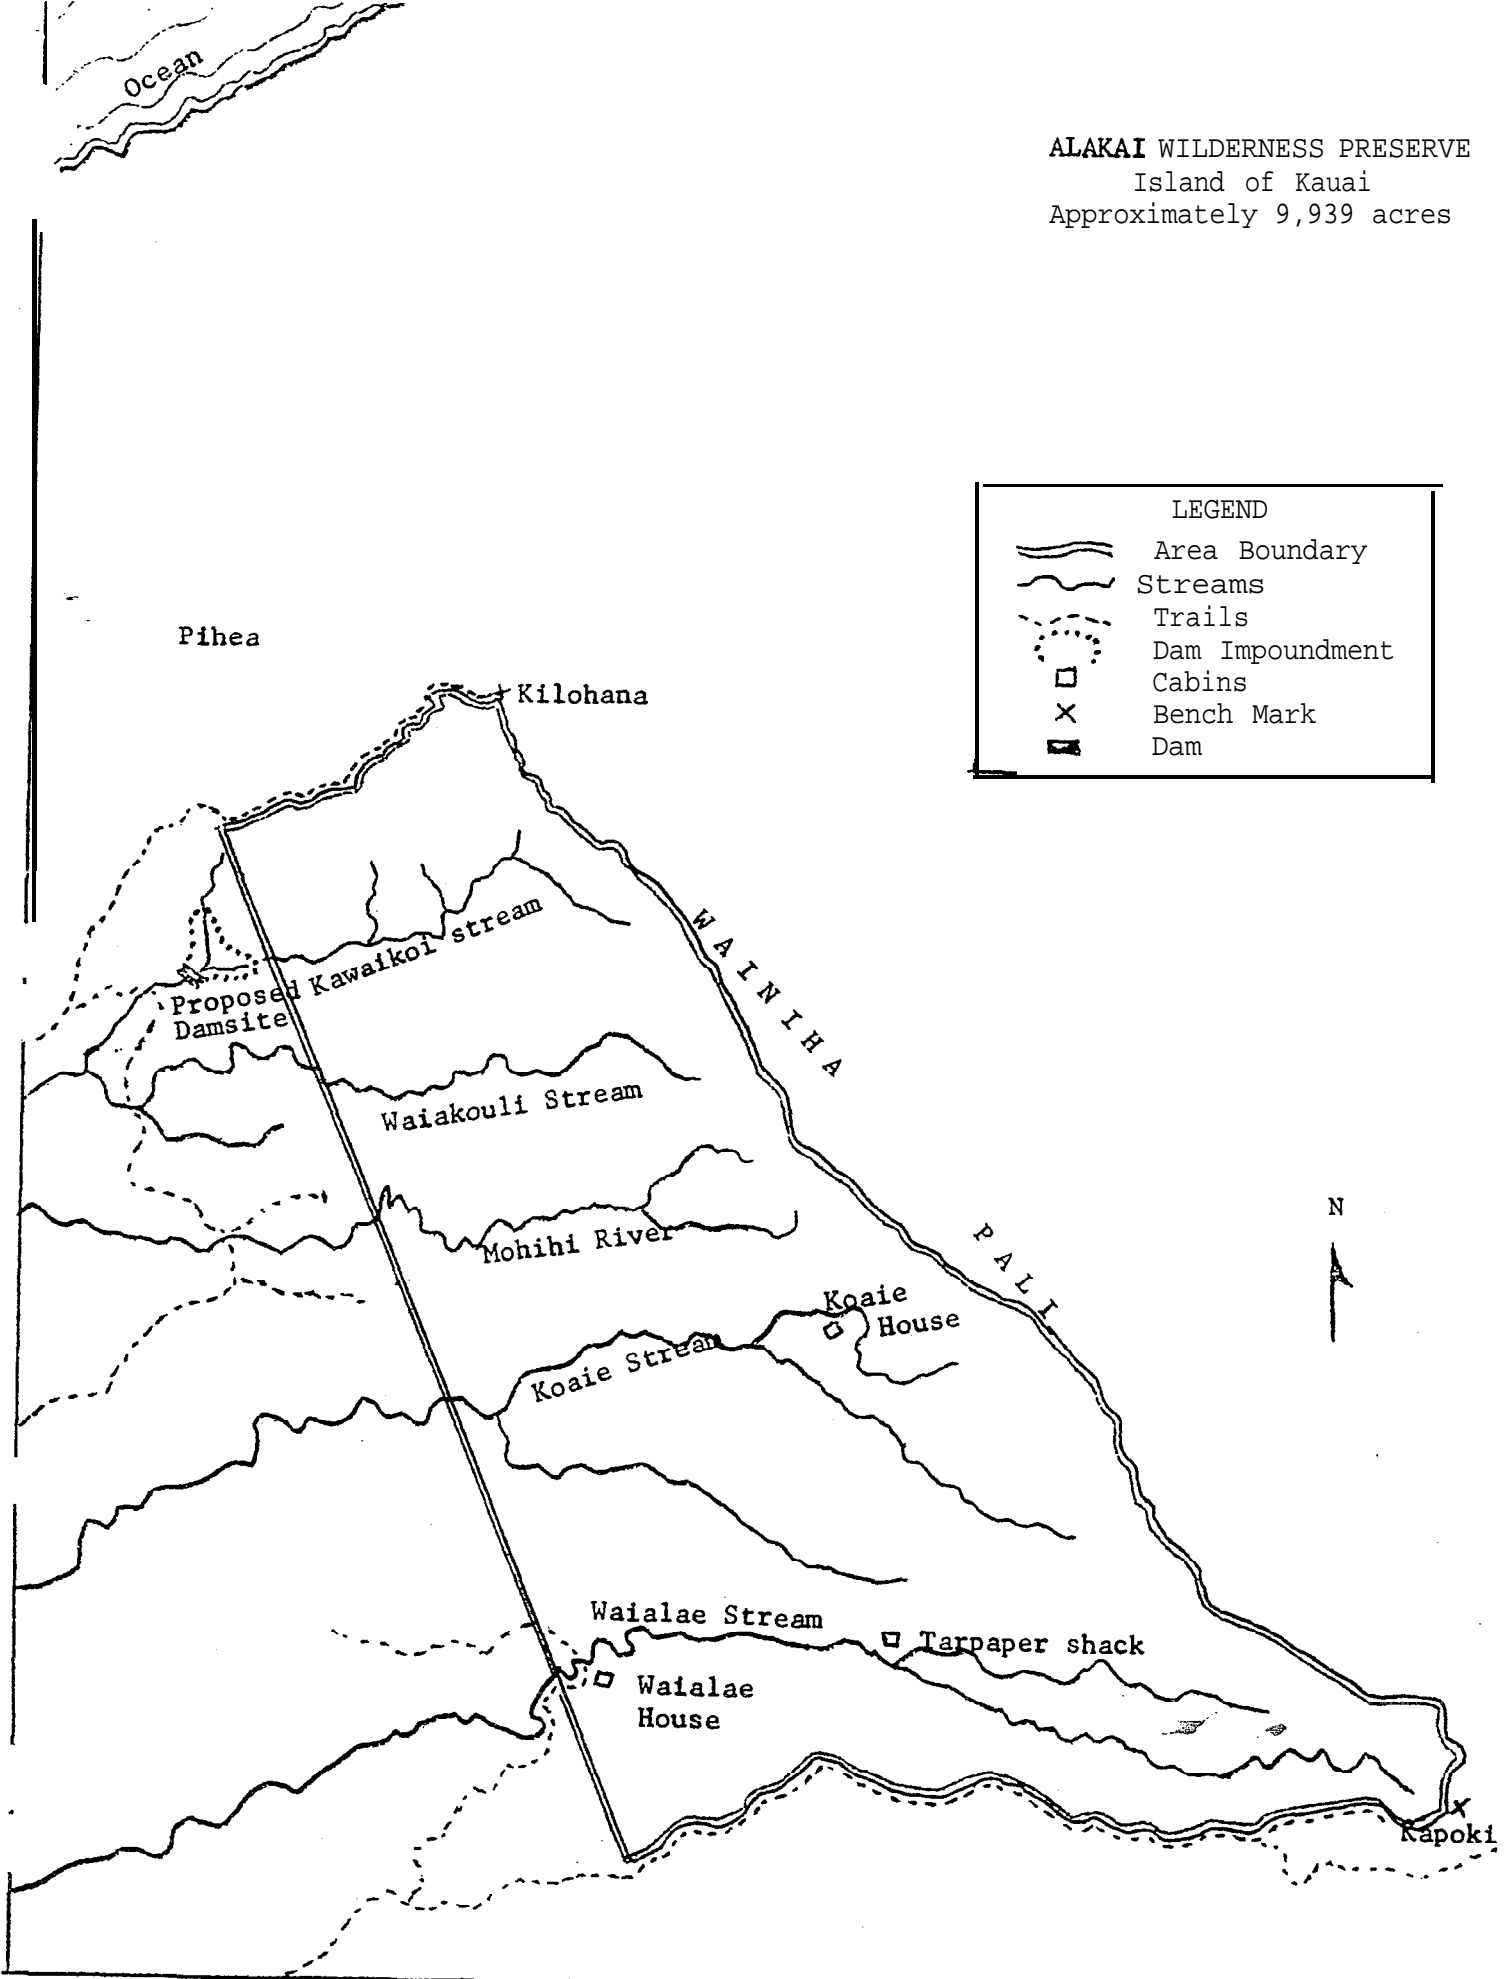 Ocean
ALAKAI WILDERNESS PRESERVE
Island of Kauai
Approximately 9,939 acres
LEGEND
Area Boundary
Streams
Trails
Dam Impoundment
Cabins
Bench Mark
Dam
Pihea
Kilohana
WAINIHA
Kawaikoi stream
Proposed
Damsite
Waiakouli Stream
N
PALI
Mohihi River
Koaie
House
Koaie Stream
Waialae Stream
Tarpaper shack
Waialae
House
Kapoki